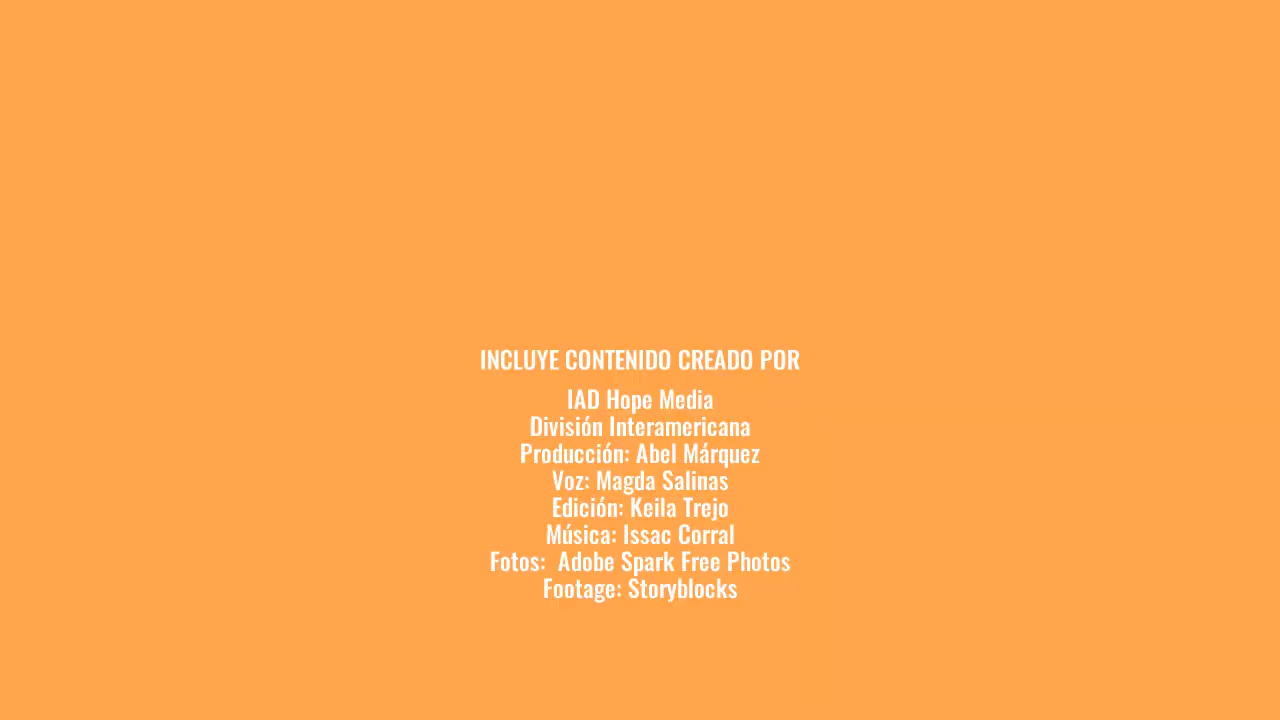 INCLUYE CONTENIDO CREADO POR
IAD Hope Media
División Interamericana
Producción: Abel Márquez
Voz: Magda Salinas
Edición: Keila Trejo
Música: Issac Corral
Fotos:  Adobe Spark Free Photos
Footage: Storyblocks